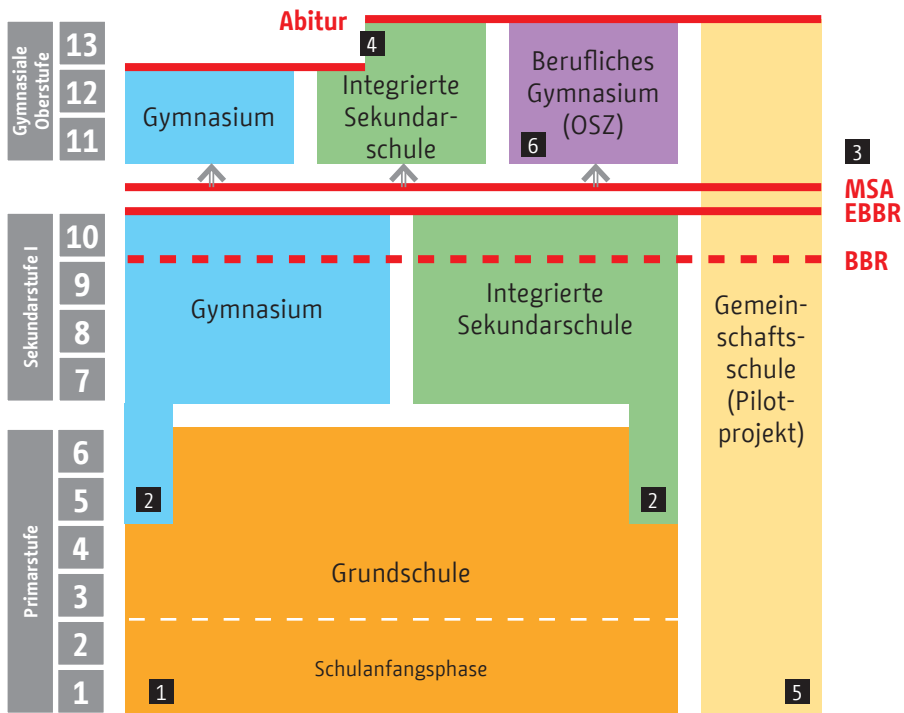 Abitur
Gymnasiale
Oberstufe
13
12
11
4
Gymnasium
Integrierte
Sekundar-
schule
Berufliches
Gymnasium
(OSZ)
6
3
MSA
EBBR
BBR
Sekundarstufe I
10
9
8
7
Gymnasium
Integrierte
Sekundarschule
Gemein-
schafts-
schule
(Pilot-
projekt)
Primarstufe
6
5
4
3
2
1
2
2
Grundschule
Schulanfangsphase
1
5